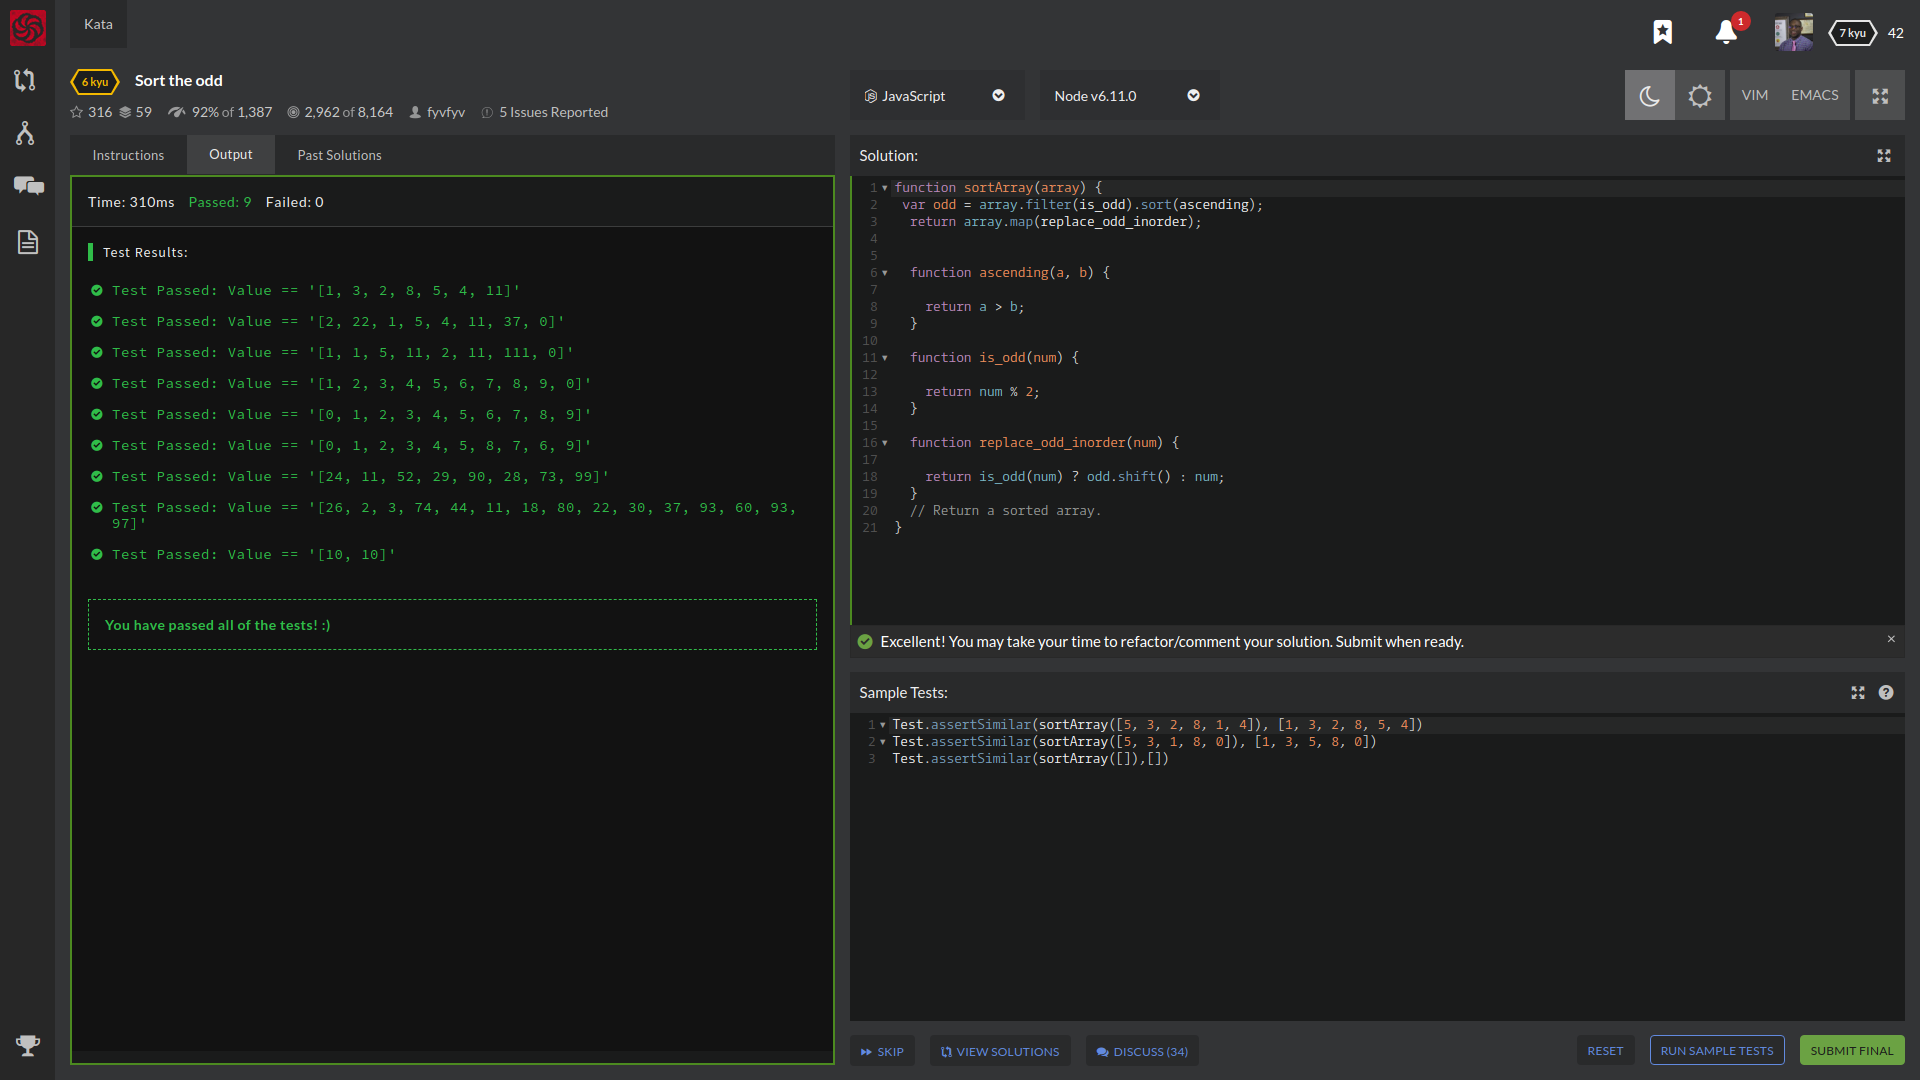 Kata
1
7 kyu
42
6 kyu
Sort the odd
316 59 92% of 1,387 2,962 of 8,164 fyvfyv 5 Issues Reported
JavaScript
Node v6.11.0
VIM
EMACS
Instructions
Output
Past Solutions
Time: 310ms Passed: 9 Failed: 0
Test Results:
Test Passed: Value == '[1, 3, 2, 8, 5, 4, 11]'
Test Passed: Value == '[2, 22, 1, 5, 4, 11, 37, 0]'
Test Passed: Value == '[1, 1, 5, 11, 2, 11, 111, 0]'
Test Passed: Value == '[1, 2, 3, 4, 5, 6, 7, 8, 9, 0]'
Test Passed: Value == '[0, 1, 2, 3, 4, 5, 6, 7, 8, 9]'
Test Passed: Value == '[0, 1, 2, 3, 4, 5, 8, 7, 6, 9]'
Test Passed: Value == '[24, 11, 52, 29, 90, 28, 73, 99]'
Test Passed: Value == '[26, 2, 3, 74, 44, 11, 18, 80, 22, 30, 37, 93, 60, 93,
97]'
Test Passed: Value == '[10, 10]'
You have passed all of the tests! :)
Solution:
1 function sortArray(array) {
2 var odd = array.filter(is_odd).sort(ascending);
3 return array.map(replace_odd_inorder);
4
5
6 function ascending(a, b) {
7
8 return a > b;
9 }
10
11 function is_odd(num) {
12
13 return num % 2;
14 }
15
16 function replace_odd_inorder(num) {
17
18 return is_odd(num) ? odd.shift() : num;
19 }
20 // Return a sorted array.
21 }
Excellent! You may take your time to refactor/comment your solution. Submit when ready.
×
Sample Tests:
?
1 Test.assertSimilar(sortArray([5, 3, 2, 8, 1, 4]), [1, 3, 2, 8, 5, 4])
2 Test.assertSimilar(sortArray([5, 3, 1, 8, 0]), [1, 3, 5, 8, 0])
3 Test.assertSimilar(sortArray([]),[])
SKIP
VIEW SOLUTIONS
DISCUSS (34)
RESET
RUN SAMPLE TESTS
SUBMIT FINAL